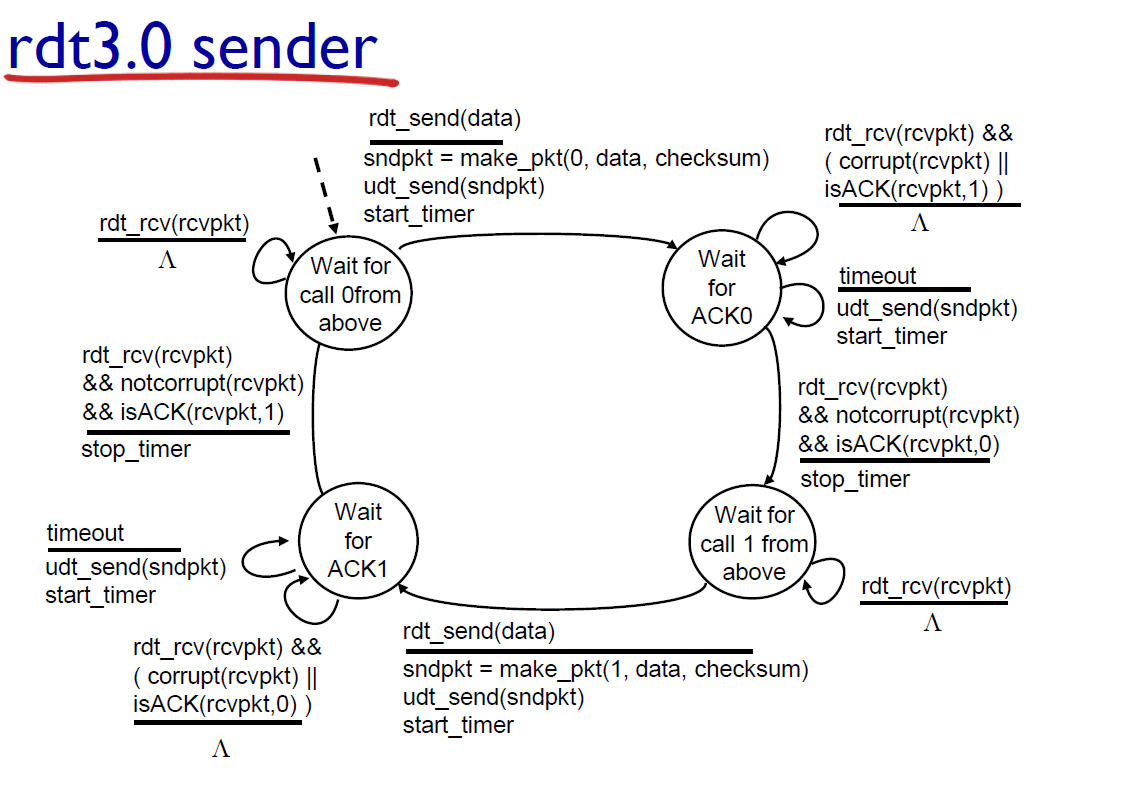 rdt3.0 sender
rdt_send(data)
sndpkt = make_pkt(0, data, checksum)
udt_send(sndpkt)
start_timer
rdt_rcv(rcvpkt) &&
( corrupt(rcvpkt) ||
isACK(rcvpkt,1) )
Λ
rdt_rcv(rcvpkt)
Λ
Wait for
call 0from
above
Wait
for
ACK0
timeout
udt_send(sndpkt)
start_timer
rdt_rcv(rcvpkt)
&& notcorrupt(rcvpkt)
&& isACK(rcvpkt,1)
stop_timer
rdt_rcv(rcvpkt)
&& notcorrupt(rcvpkt)
&& isACK(rcvpkt,0)
stop_timer
timeout
udt_send(sndpkt)
start_timer
Wait
for
ACK1
Wait for
call 1 from
above
rdt_rcv(rcvpkt)
Λ
rdt_rcv(rcvpkt) &&
( corrupt(rcvpkt) ||
isACK(rcvpkt,0) )
Λ
rdt_send(data)
sndpkt = make_pkt(1, data, checksum)
udt_send(sndpkt)
start_timer